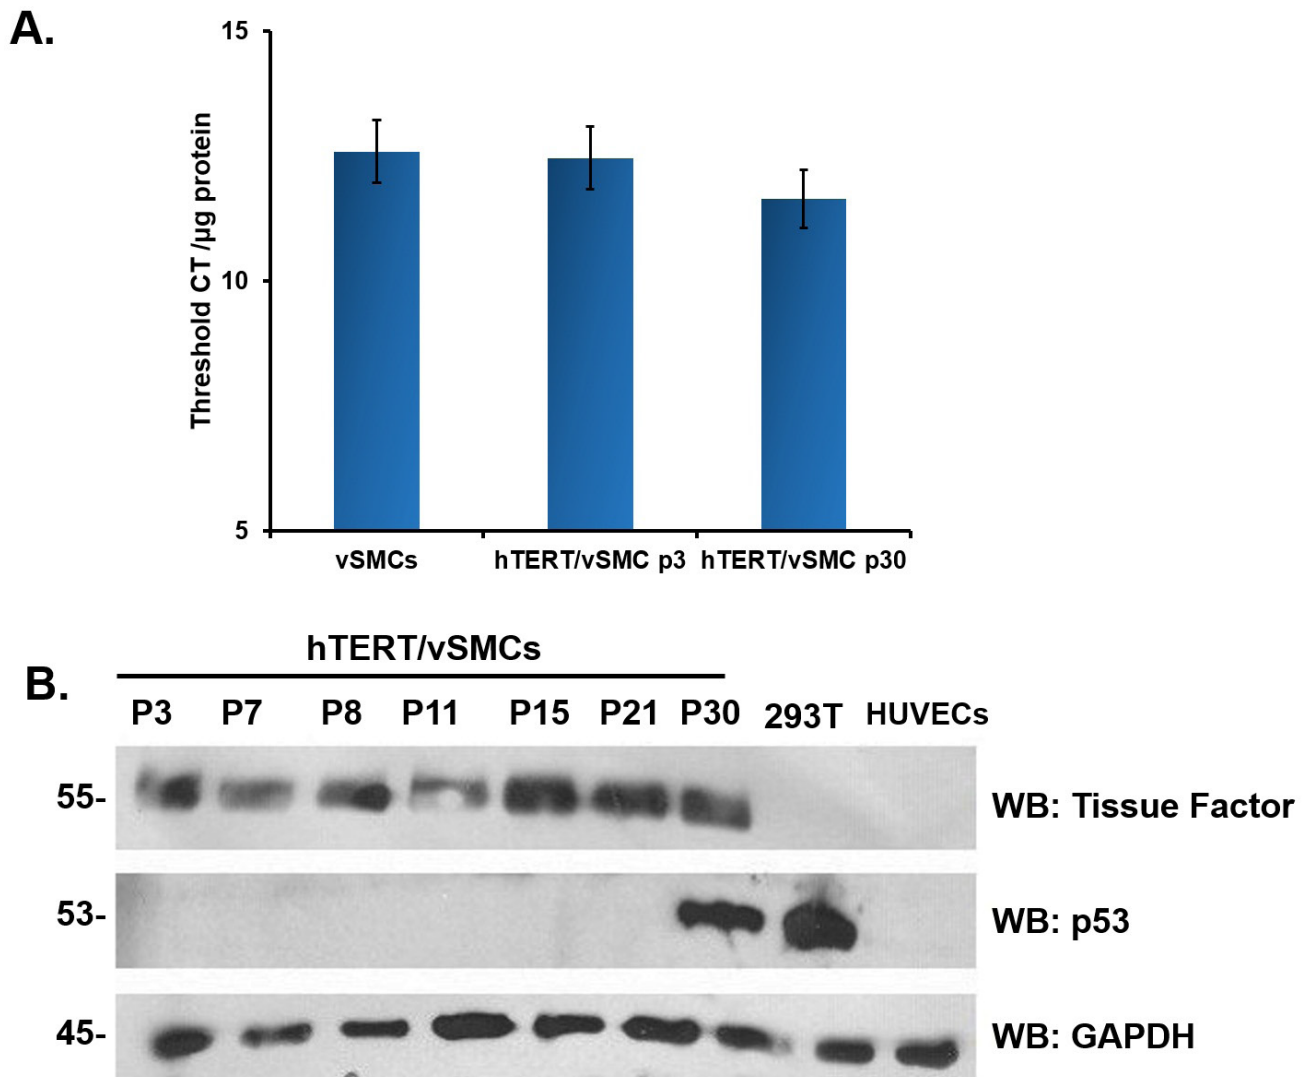 A.
15
10
5
Threshold CT /µg protein
vSMCs
hTERT/vSMC p3
hTERT/vSMC p30
B.
hTERT/vSMCs
P3 P7 P8 P11 P15 P21 P30 293T HUVECs
55-
WB: Tissue Factor
53-
WB: p53
45-
WB: GAPDH